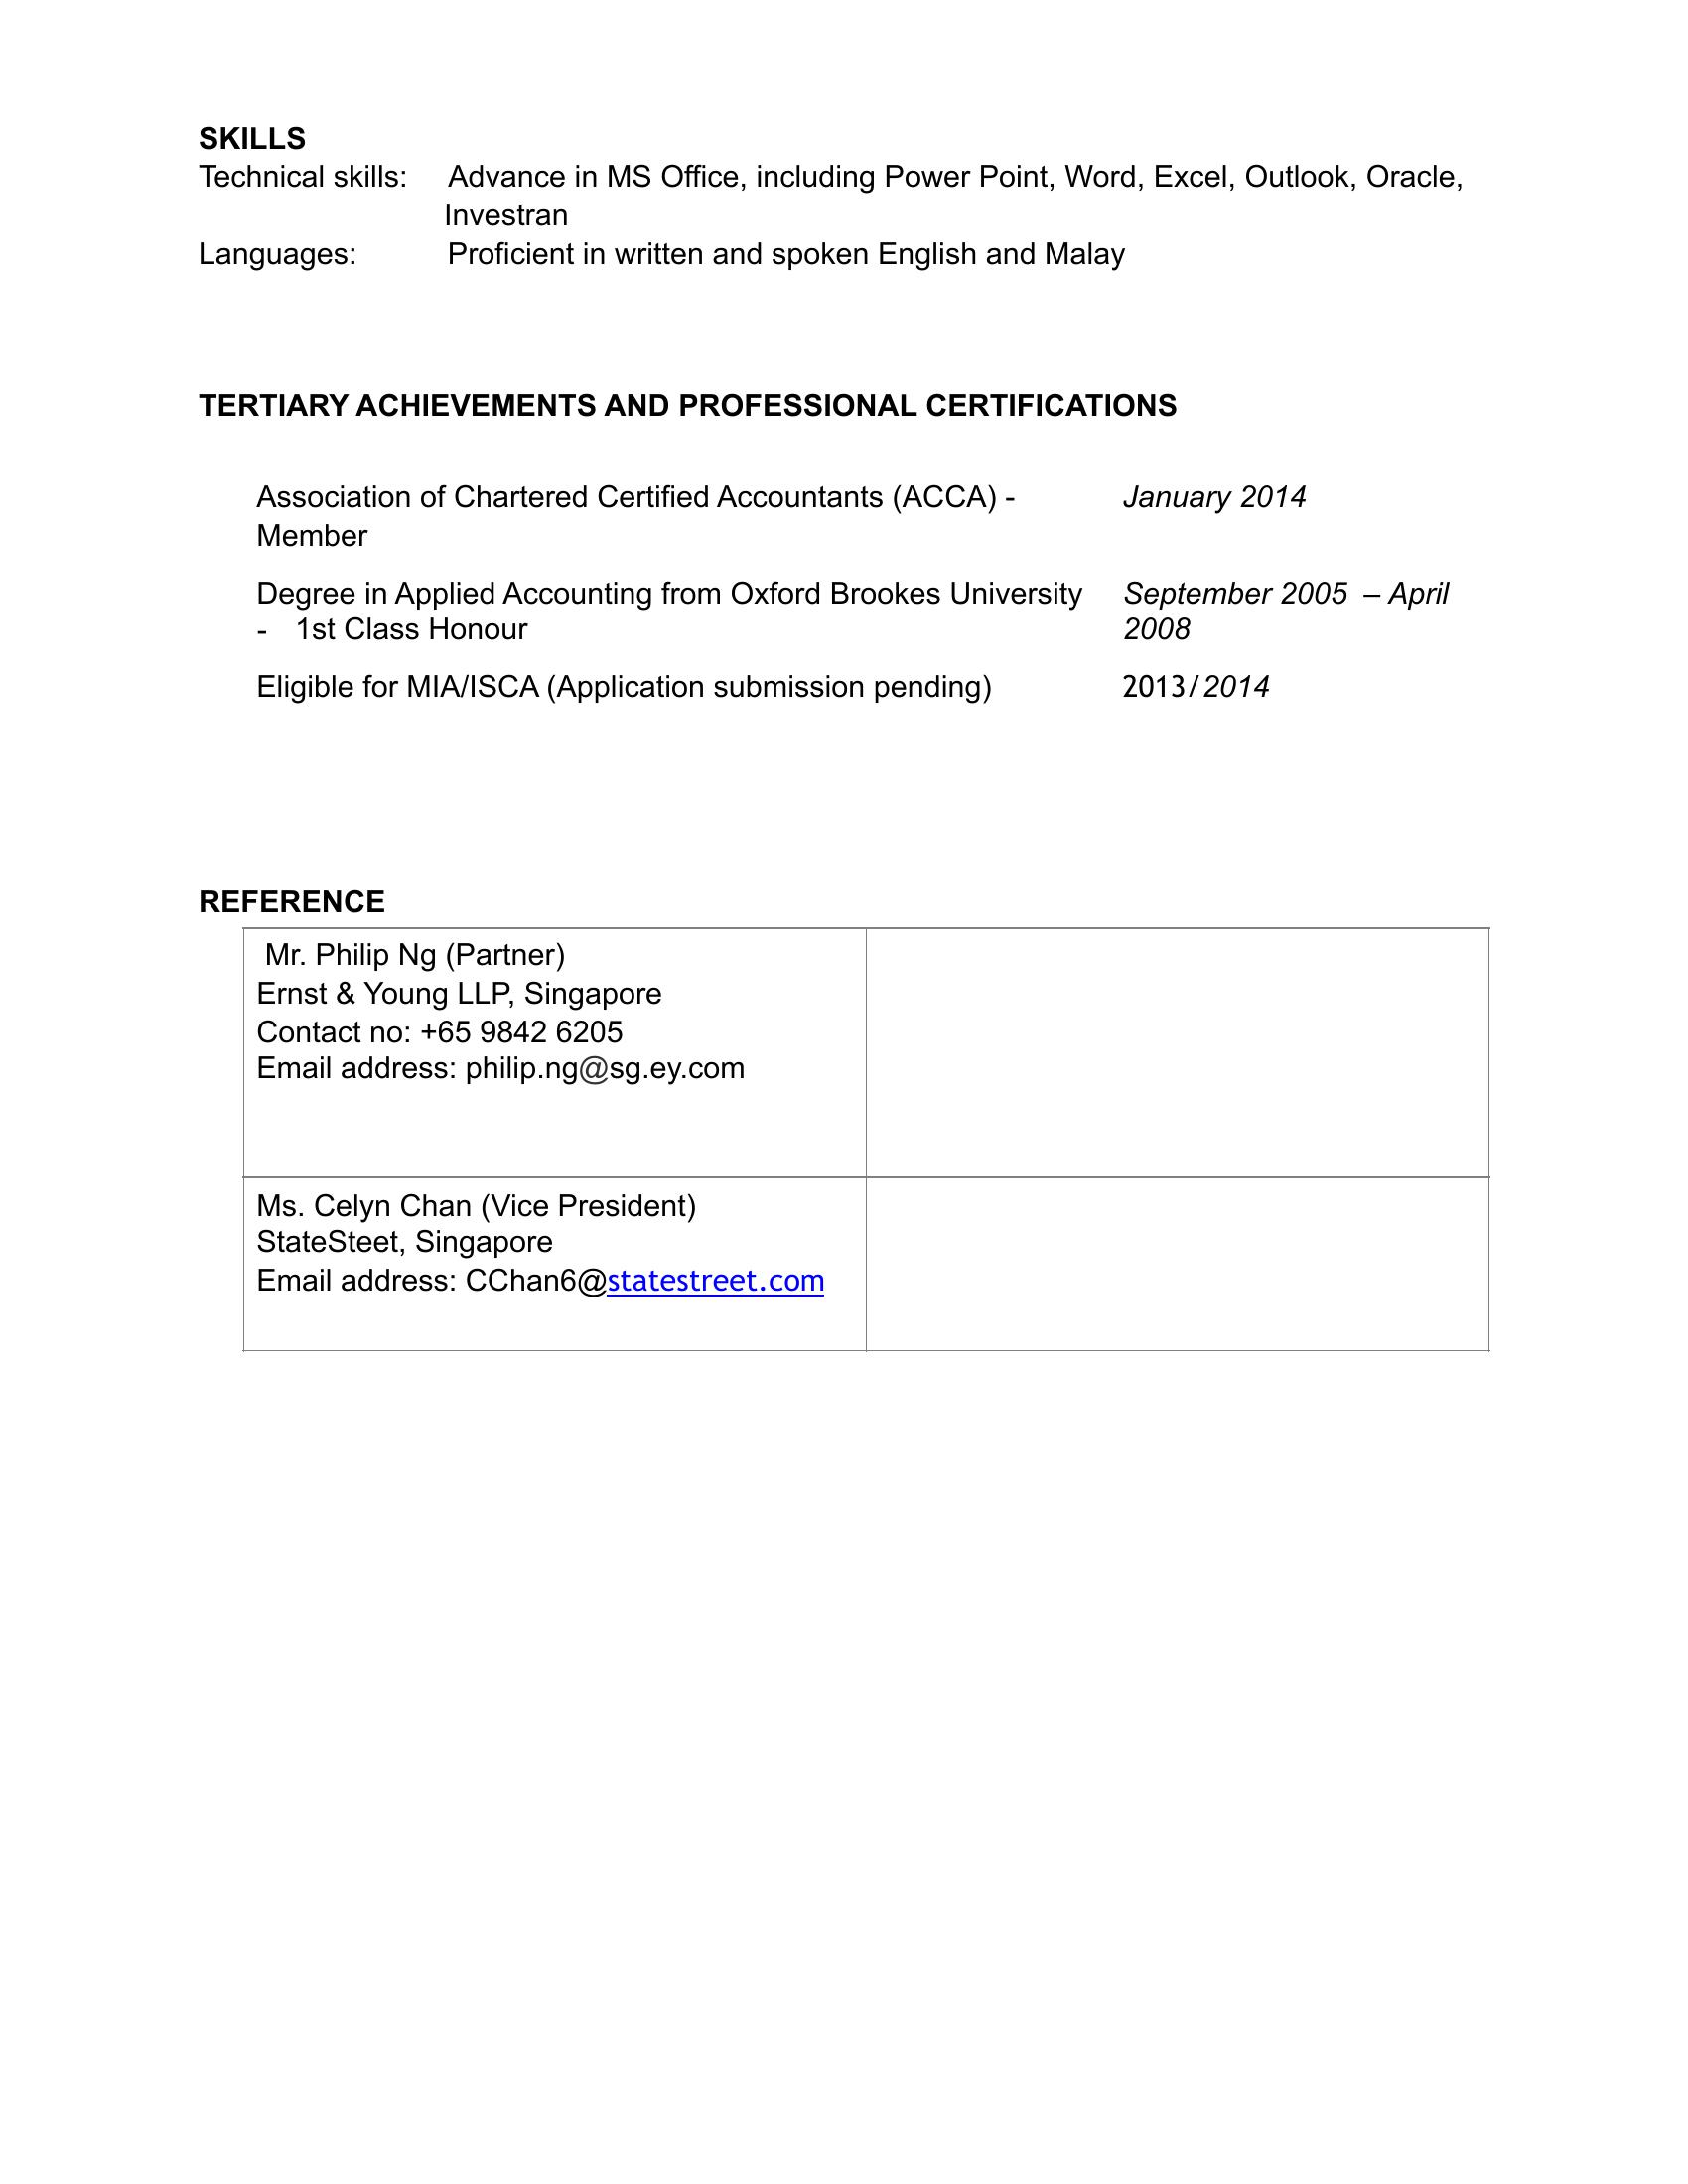 SKILLS
Technical skills: Advance in MS Office, including Power Point, Word, Excel, Outlook, Oracle,
Investran
Languages: Proficient in written and spoken English and Malay
TERTIARY ACHIEVEMENTS AND PROFESSIONAL CERTIFICATIONS
Association of Chartered Certified Accountants (ACCA) - January 2014
Member
Degree in Applied Accounting from Oxford Brookes University September 2005 – April
- 1st Class Honour 2008
Eligible for MIA/ISCA (Application submission pending) 2013/2014
REFERENCE
Mr. Philip Ng (Partner)
Ernst & Young LLP, Singapore
Contact no: +65 9842 6205
Email address: philip.ng@sg.ey.com
Ms. Celyn Chan (Vice President)
StateSteet, Singapore
Email address: CChan6@statestreet.com